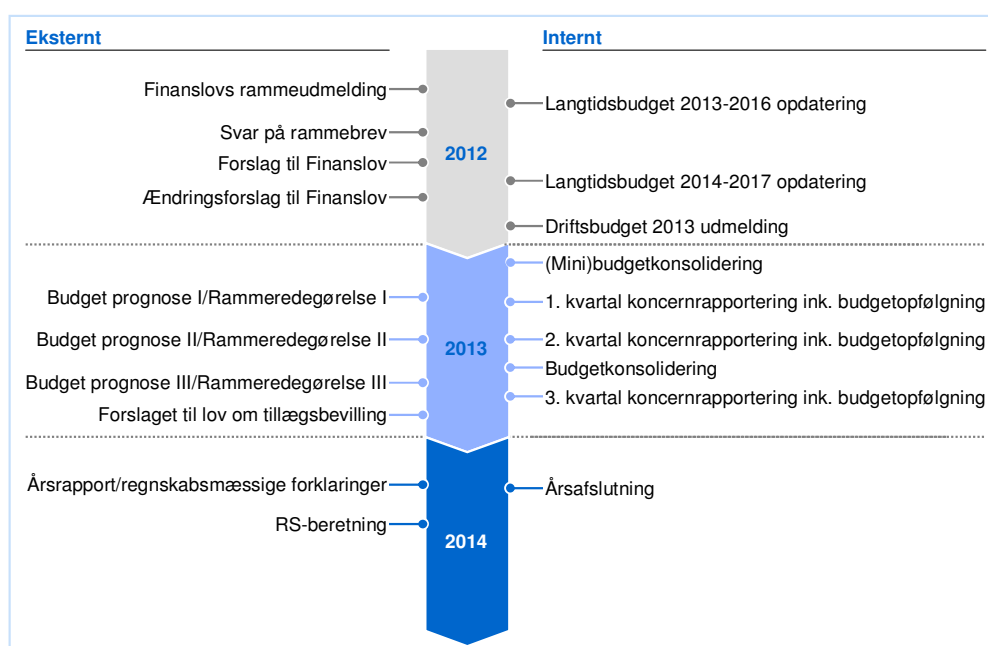 Eksternt
Internt
Finanslovs rammeudmelding
Langtidsbudget 2013-2016 opdatering
Svar på rammebrev
2012
Forslag til Finanslov
Langtidsbudget 2014-2017 opdatering
Ændringsforslag til Finanslov
Driftsbudget 2013 udmelding
(Mini)budgetkonsolidering
Budget prognose I/Rammeredegørelse I
1. kvartal koncernrapportering ink. budgetopfølgning
Budget prognose II/Rammeredegørelse II
2013
2. kvartal koncernrapportering ink. budgetopfølgning
Budgetkonsolidering
Budget prognose III/Rammeredegørelse III
3. kvartal koncernrapportering ink. budgetopfølgning
Forslaget til lov om tillægsbevilling
Årsrapport/regnskabsmæssige forklaringer
Årsafslutning
RS-beretning
2014